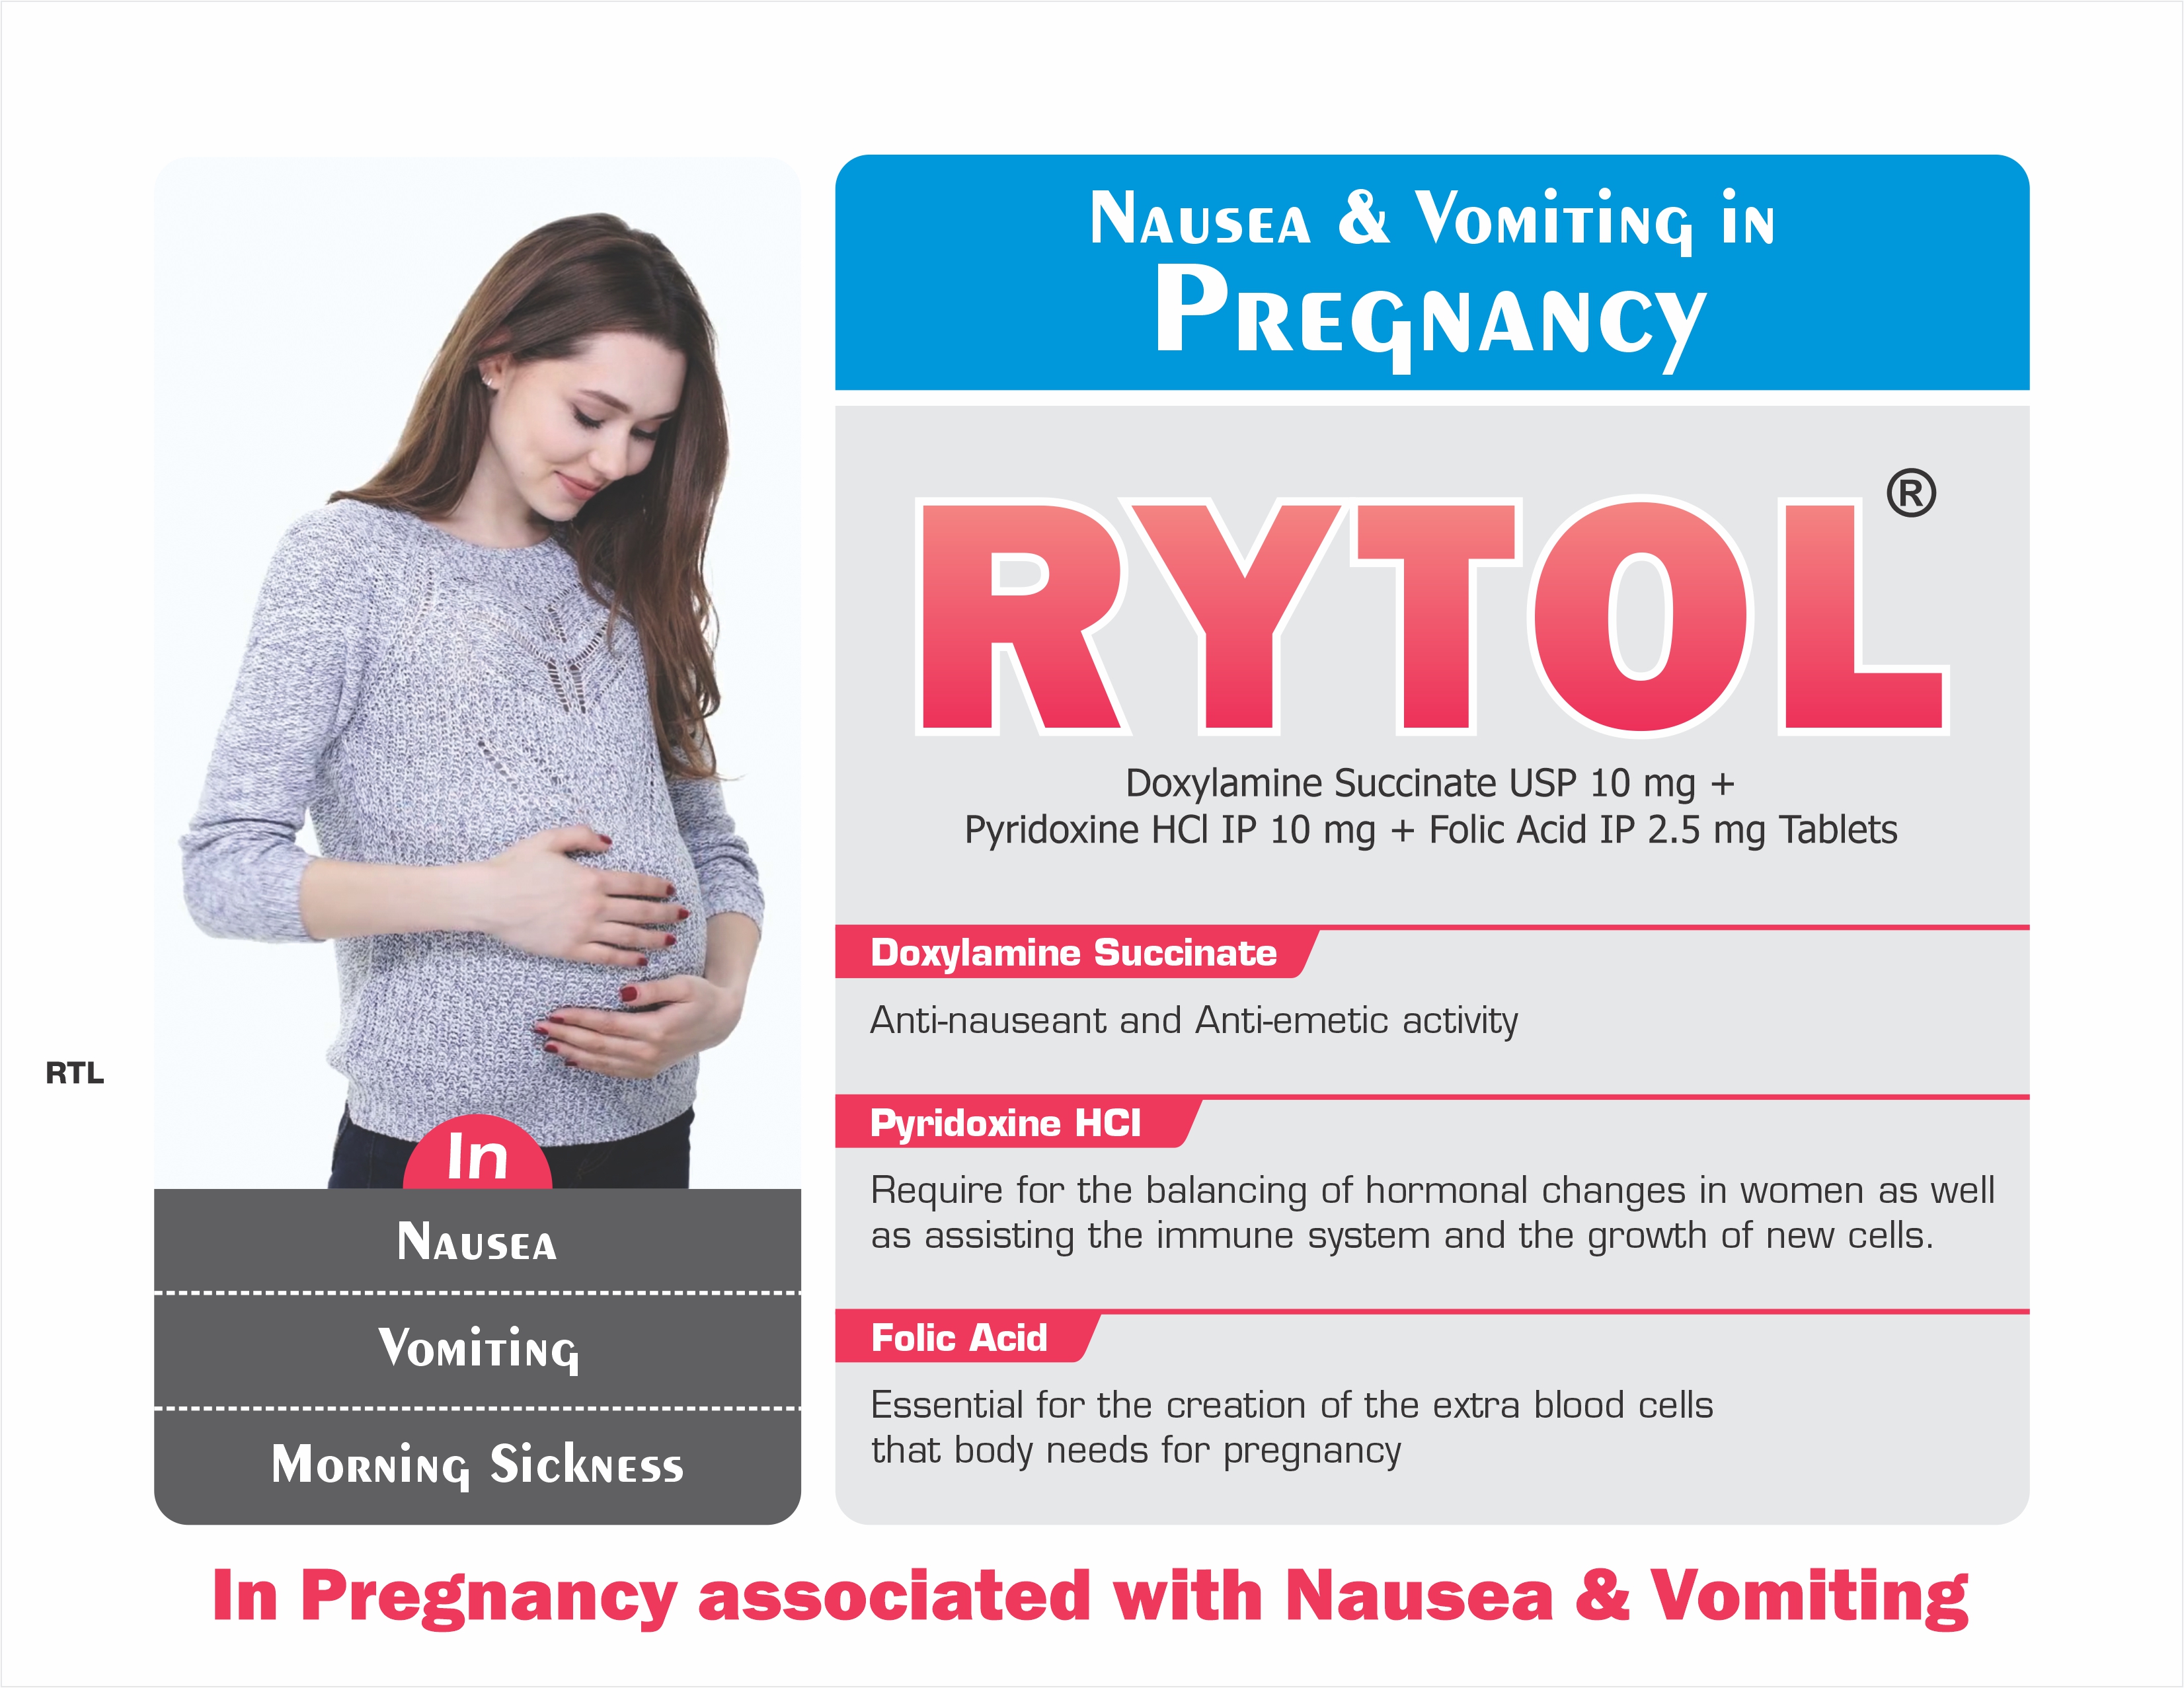 Nausea & Vomiting in
Pregnancy
RYTOL®
Doxylamine Succinate USP 10 mg +
Pyridoxine HCl IP 10 mg + Folic Acid IP 2.5 mg Tablets
Doxylamine Succinate
Anti-nauseant and Anti-emetic activity
Pyridoxine HCl
Require for the balancing of hormonal changes in women as well
as assisting the immune system and the growth of new cells.
Folic Acid
Essential for the creation of the extra blood cells
that body needs for pregnancy
RTL
In
Nausea
Vomiting
Morning Sickness
In Pregnancy associated with Nausea & Vomiting